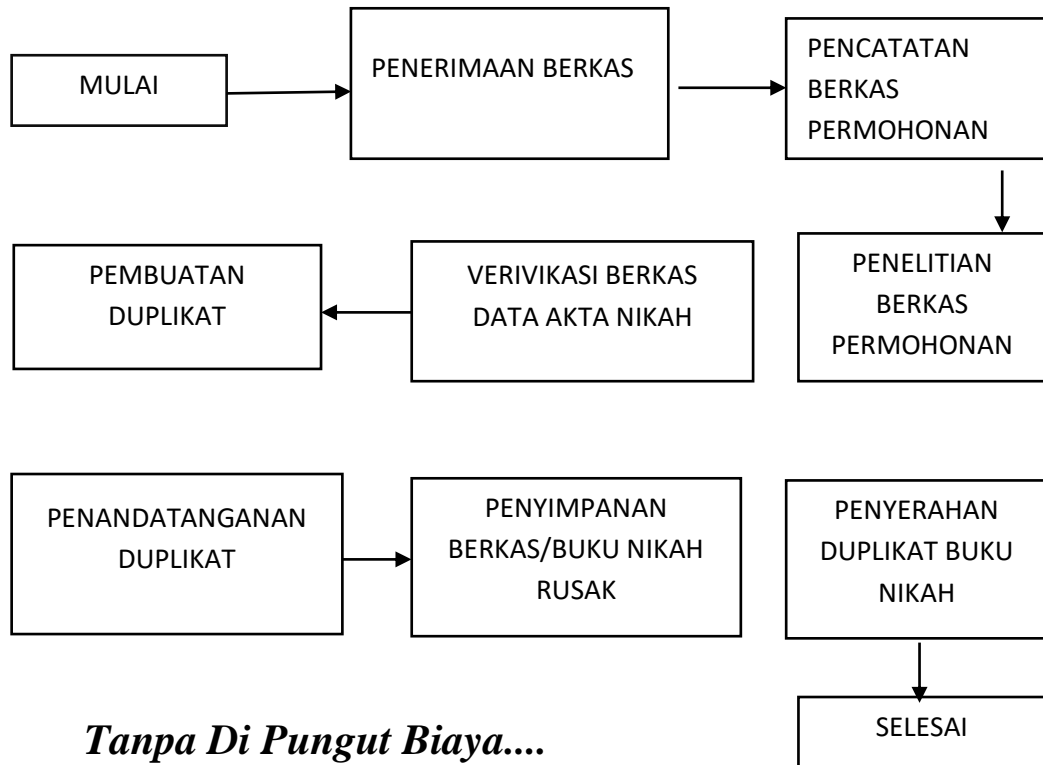 MULAI
PENERIMAAN BERKAS
PENCATATAN
BERKAS
PERMOHONAN
PENELITIAN
BERKAS
PERMOHONAN
VERIVIKASI BERKAS
DATA AKTA NIKAH
PEMBUATAN
DUPLIKAT
PENANDATANGANAN
DUPLIKAT
PENYIMPANAN
BERKAS/BUKU NIKAH
RUSAK
PENYERAHAN
DUPLIKAT BUKU
NIKAH
SELESAI
Tanpa Di Pungut Biaya....